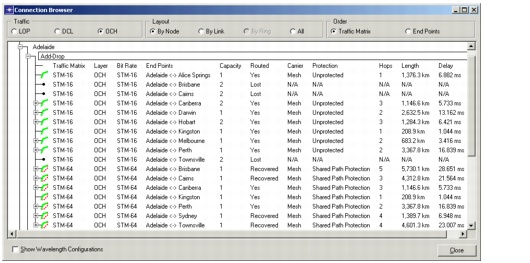 Connection Browser
Traffic
LOP
DCL
OCH
Layout
By Node
By Link
By Ring
All
Order
Traffic Matrix
End Points
Adelaide
Add-Drop
Traffic Matrix Layer Bit Rate End Points Capacity Routed Carrier Protection Hops Length Delay
STM-16 OCH STM-16 Adelaide <-> Alice Springs 1 Yes Mesh Unprotected 1 1,376.3 km 6.882 ms
STM-16 OCH STM-16 Adelaide <-> Brisbane 2 Lost N/A N/A N/A N/A N/A
STM-16 OCH STM-16 Adelaide <-> Cairns 2 Lost N/A N/A N/A N/A N/A
STM-16 OCH STM-16 Adelaide <-> Canberra 2 Yes Mesh Unprotected 3 1,146.6 km 5.733 ms
STM-16 OCH STM-16 Adelaide <-> Darwin 1 Yes Mesh Unprotected 2 2,632.5 km 13.162 ms
STM-16 OCH STM-16 Adelaide <-> Hobart 2 Yes Mesh Unprotected 3 1,284.3 km 6.421 ms
STM-16 OCH STM-16 Adelaide <-> Kingston 1 Yes Mesh Unprotected 1 208.9 km 1.044 ms
STM-16 OCH STM-16 Adelaide <-> Melbourne 1 Yes Mesh Unprotected 2 683.2 km 3.416 ms
STM-16 OCH STM-16 Adelaide <-> Perth 1 Yes Mesh Unprotected 2 3,367.8 km 16.839 ms
STM-16 OCH STM-16 Adelaide <-> Townsville 2 Lost N/A N/A N/A N/A N/A
STM-64 OCH STM-64 Adelaide <-> Brisbane 1 Recovered Mesh Shared Path Protection 5 5,730.1 km 28.651 ms
STM-64 OCH STM-64 Adelaide <-> Cairns 1 Recovered Mesh Shared Path Protection 3 4,312.8 km 21.564 ms
STM-64 OCH STM-64 Adelaide <-> Canberra 1 Yes Mesh Shared Path Protection 3 1,146.6 km 5.733 ms
STM-64 OCH STM-64 Adelaide <-> Kingston 1 Yes Mesh Shared Path Protection 1 208.9 km 1.044 ms
STM-64 OCH STM-64 Adelaide <-> Perth 1 Yes Mesh Shared Path Protection 2 3,367.8 km 16.839 ms
STM-64 OCH STM-64 Adelaide <-> Sydney 1 Recovered Mesh Shared Path Protection 4 1,389.7 km 6.948 ms
STM-64 OCH STM-64 Adelaide <-> Townsville 1 Recovered Mesh Shared Path Protection 4 4,601.3 km 23.007 ms
Show Wavelength Configurations
Close